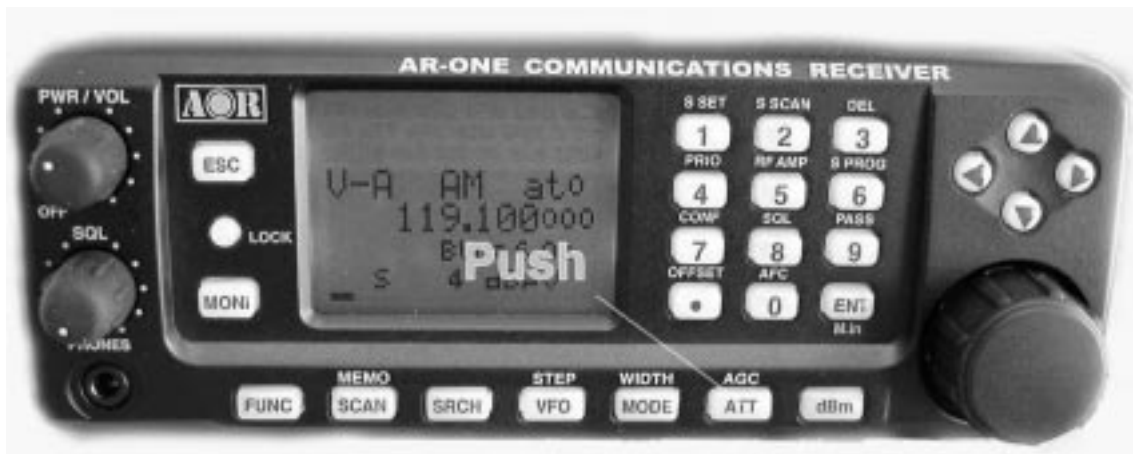 AR-ONE COMMUNICATIONS RECEIVER
PWR / VOL
OFF
SQL
PHONES
AOR
ESC
LOCK
MONi
V-A AM ato
119.100000
Push
S 4
S SET S SCAN DEL
1 2 3
PRIO RF AMP S PROG
4 5 6
CONF SQL PASS
7 8 9
OFFSET AFC
• 0 ENT
M.in
MEMO STEP WIDTH AGC
FUNC SCAN SRCH VFO MODE ATT dBm